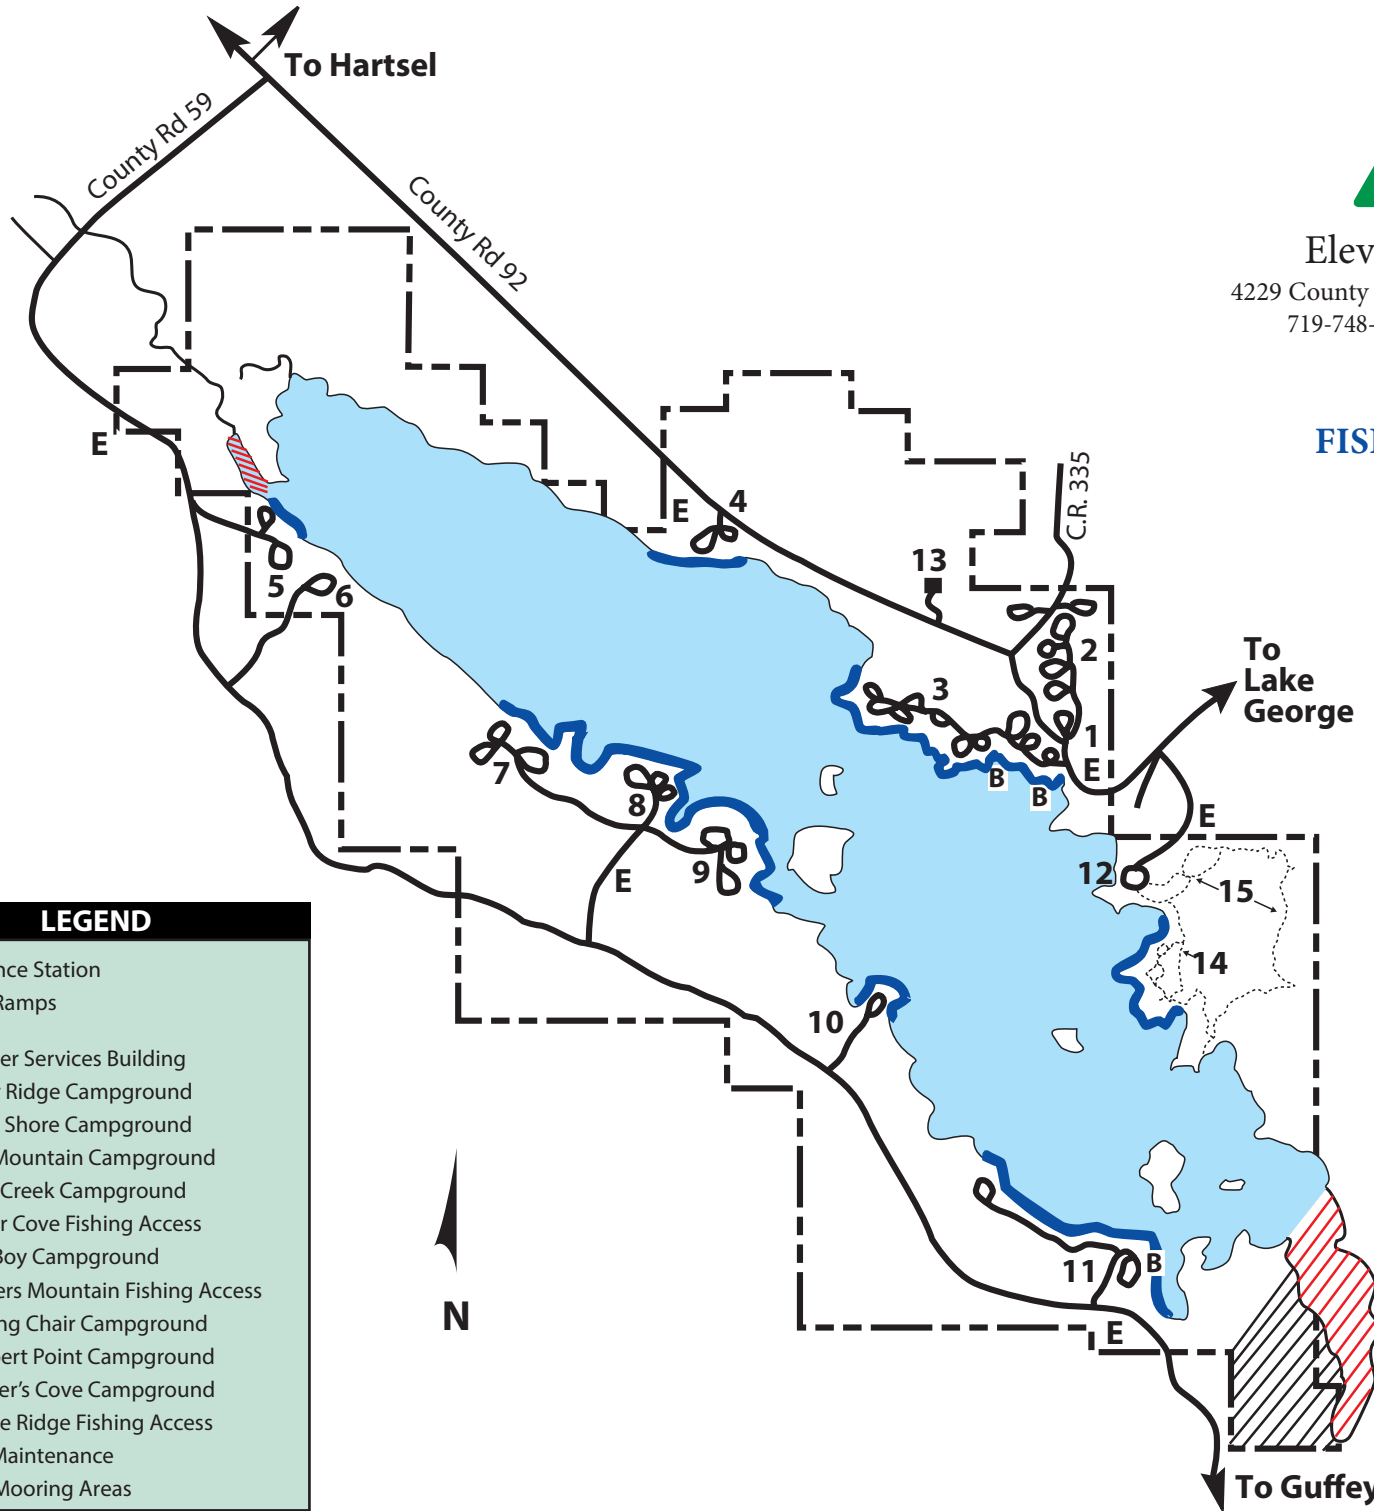 To Hartsel
County Rd 59
County Rd 92
Elev
4229 County
719-748-
FISI
C.R. 335
E
E
4
13
5
6
2
3
1
E
B
B
To
Lake
George
7
8
9
E
E
12
15
14
10
11
B
E
N
To Guffey
LEGEND
nce Station
Ramps
er Services Building
Ridge Campground
Shore Campground
Mountain Campground
Creek Campground
r Cove Fishing Access
Boy Campground
ers Mountain Fishing Access
ng Chair Campground
ert Point Campground
er's Cove Campground
e Ridge Fishing Access
Maintenance
Mooring Areas